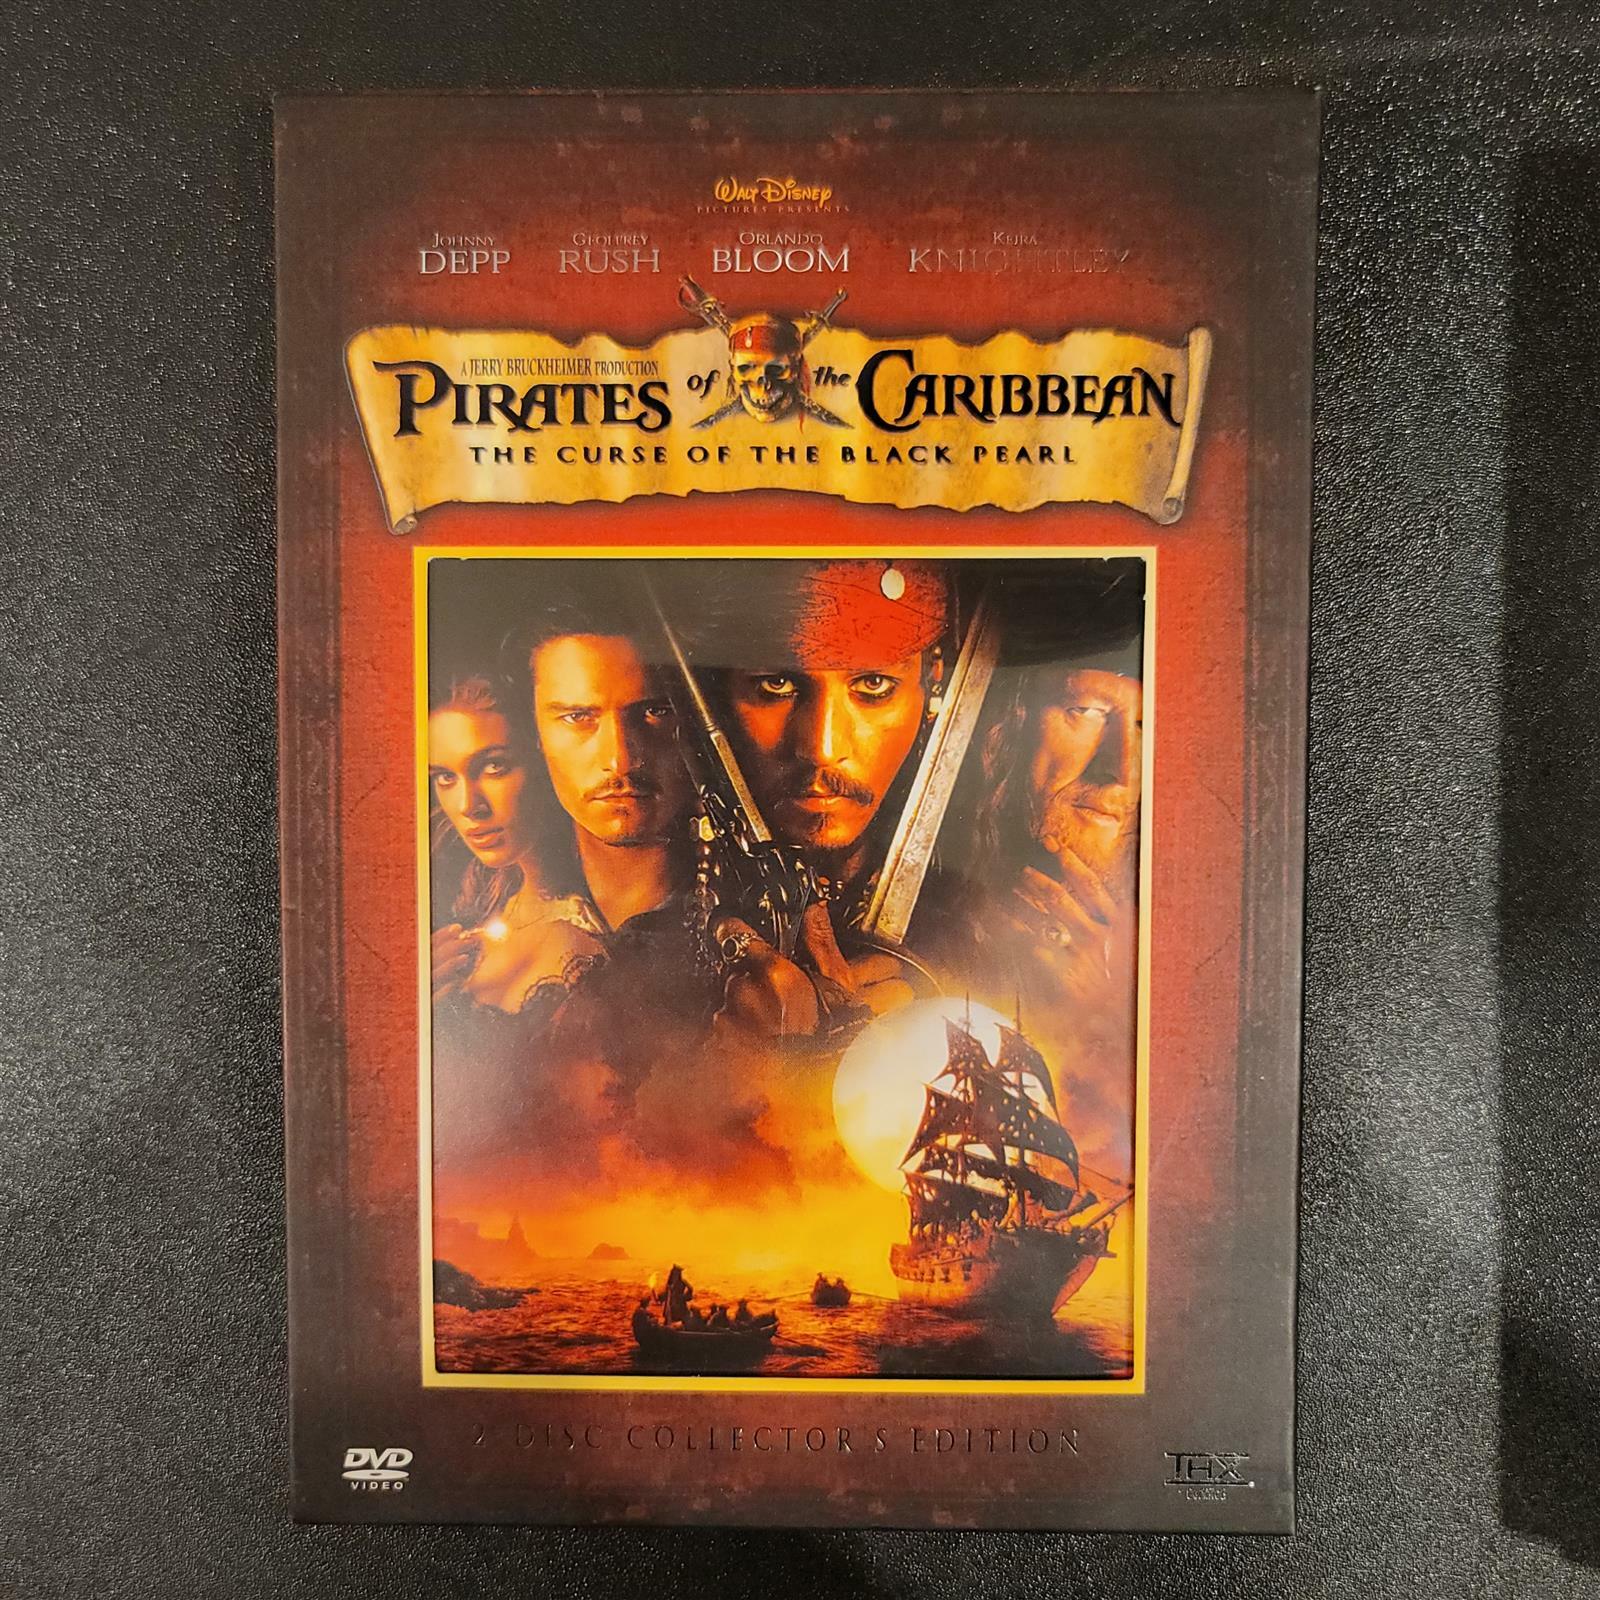 WALT DISNEY
PICTURES PRESENTS
JOHNNY DEPP
GEOFFREY RUSH
ORLANDO BLOOM
KEIRA KNIGHTLEY
A JERRY BRUCKHEIMER PRODUCTION
PIRATES of the CARIBBEAN
THE CURSE OF THE BLACK PEARL
2 DISC COLLECTOR'S EDITION
DVD
VIDEO
THX
CERTIFIED